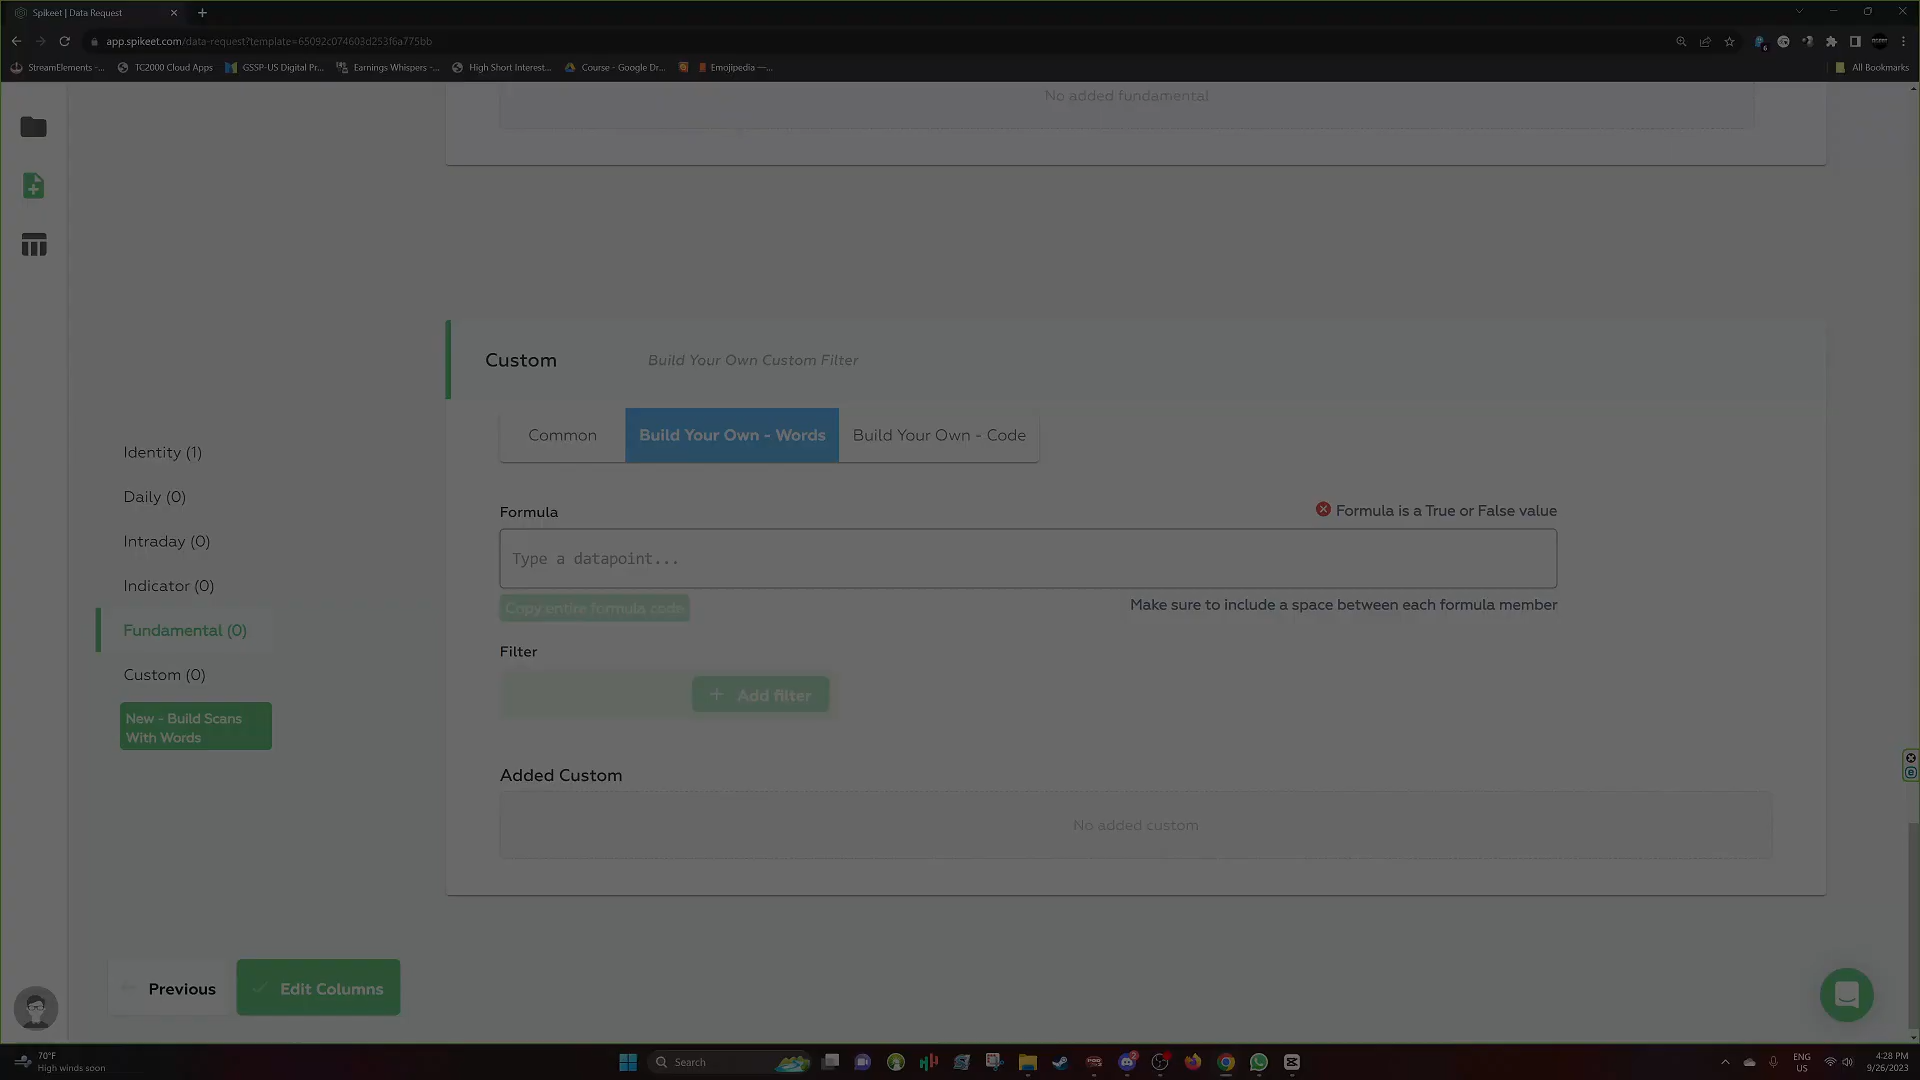 Spikeet | Data Request
app.spikeet.com/data-request?template=65092c074603d253f6a775bb
StreamElements -...
TC2000 Cloud Apps
GSSP-US Digital Pr...
Earnings Whispers -...
High Short Interest...
Course - Google Dr...
Emojipedia —...
All Bookmarks
No added fundamental
Custom
Build Your Own Custom Filter
Common
Build Your Own - Words
Build Your Own - Code
Identity (1)
Daily (0)
Intraday (0)
Indicator (0)
Fundamental (0)
Custom (0)
New - Build Scans
With Words
Formula
Formula is a True or False value
Type a datapoint...
Copy entire formula code
Make sure to include a space between each formula member
Filter
+ Add filter
Added Custom
No added custom
Previous
Edit Columns
70°F
High winds soon
Search
ENG
US
4:28 PM
9/26/2023